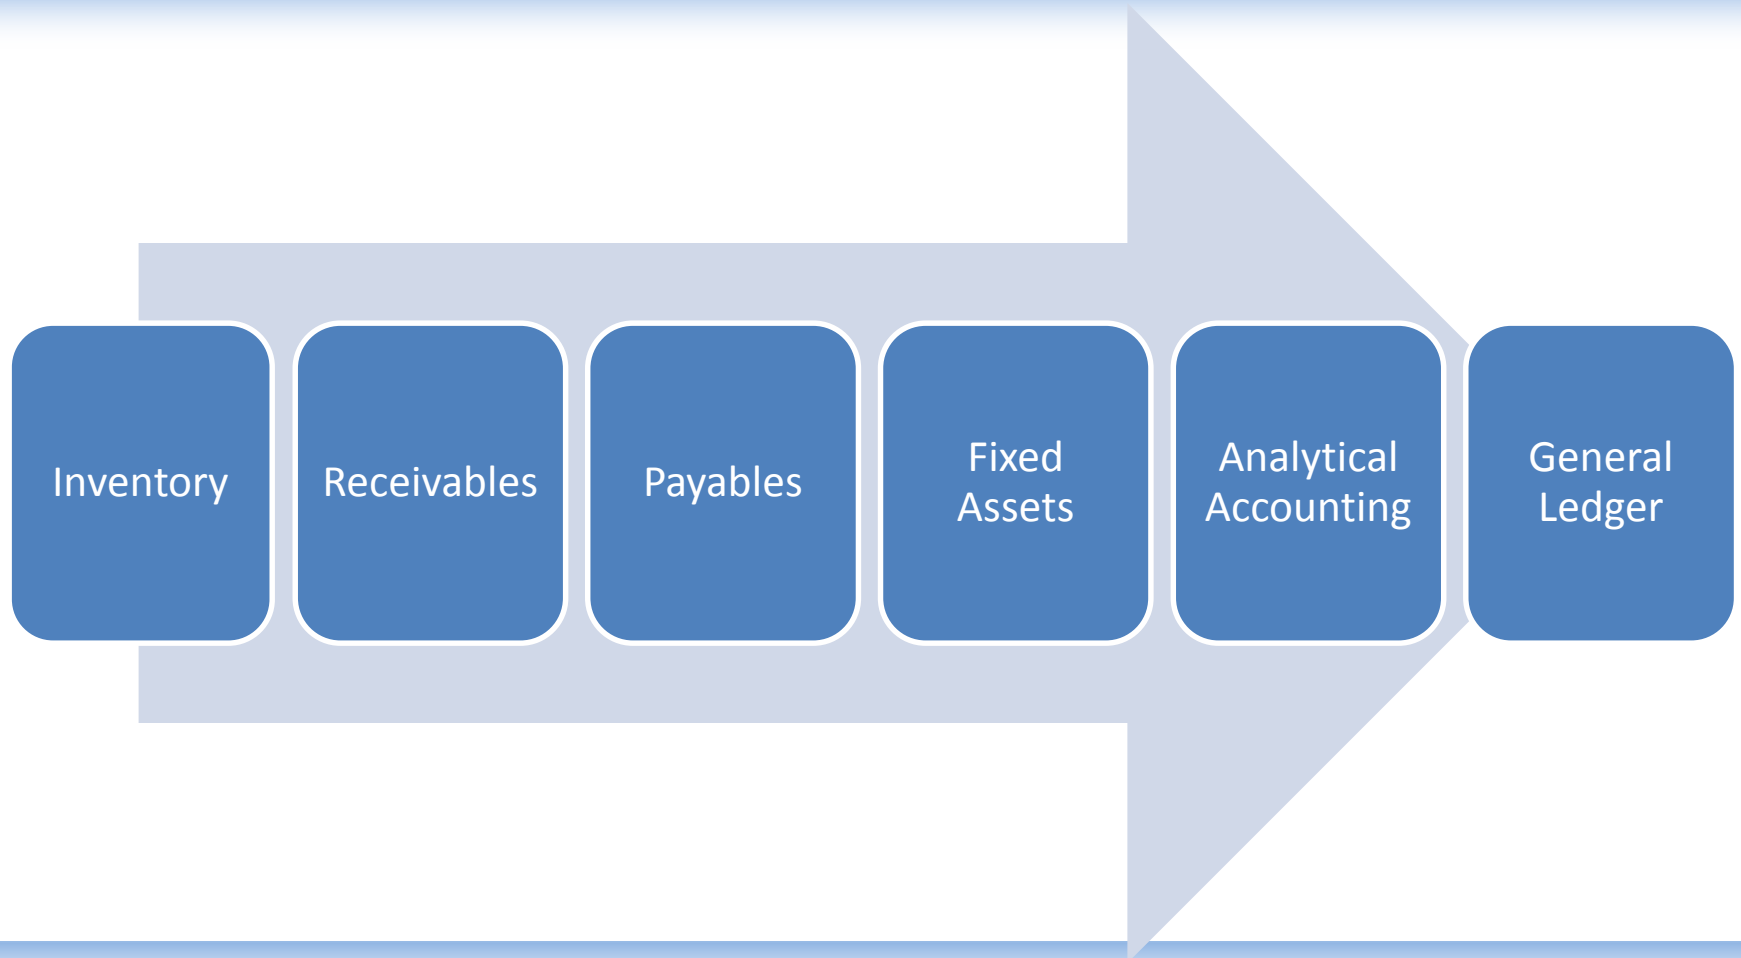 Inventory
Receivables
Payables
Fixed
Assets
Analytical
Accounting
General
Ledger